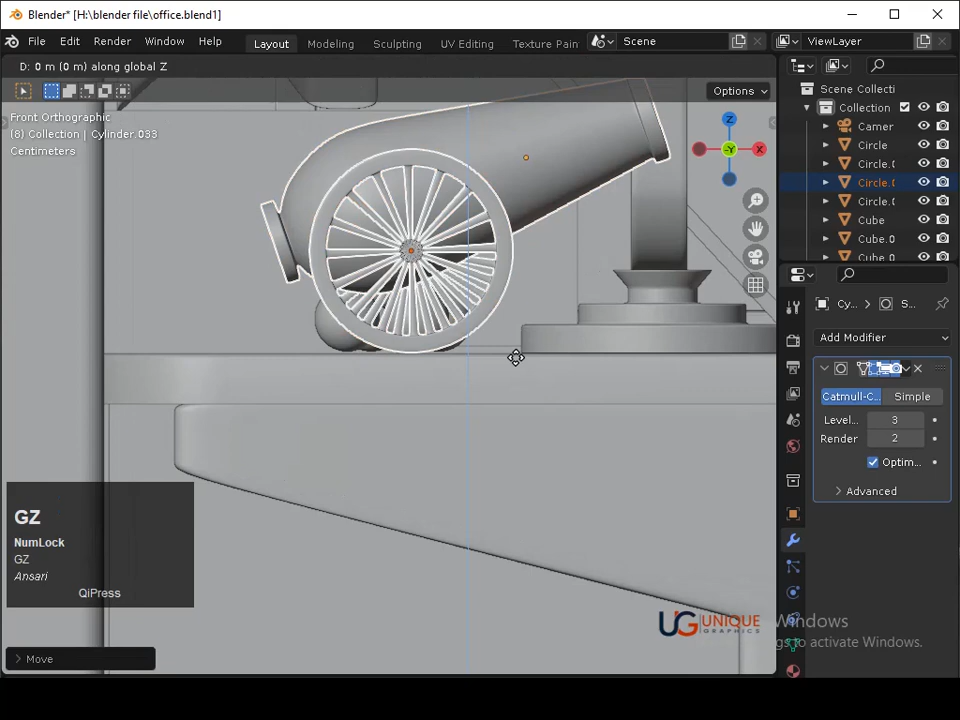 Blender* [H:\blender file\office.blend1]
File Edit Render Window Help Layout Modeling Sculpting UV Editing Texture Pain Scene ViewLayer
D: 0 m (0 m) along global Z
Options
Front Orthographic
(8) Collection | Cylinder.033
Centimeters
Z
-Y
X
Scene Collecti
Collection
Camer
Circle
Circle.(
Circle.(
Circle.(
Cube
Cube.0
Cube.0
Cy...
S...
Add Modifier
Catmull-C... Simple
Level... 3
Render 2
Optim...
Advanced
GZ
NumLock
GZ
Ansari
QiPress
Move
UG UNIQUE
GRAPHICS
Windows
gs to activate Windows.